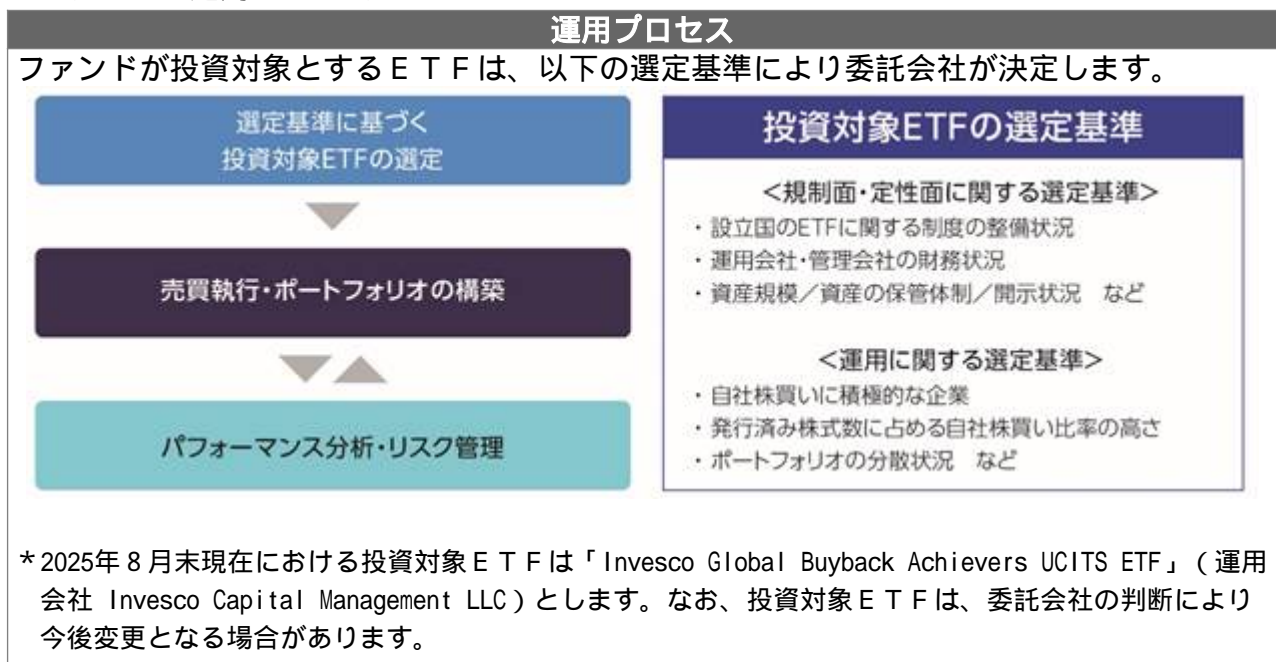 運用プロセス
ファンドが投資対象とするＥＴＦは、以下の選定基準により委託会社が決定します。
選定基準に基づく
投資対象ETFの選定
売買執行・ポートフォリオの構築
パフォーマンス分析・リスク管理
投資対象ETFの選定基準
＜規制面・定性面に関する選定基準＞
・設立国のETFに関する制度の整備状況
・運用会社・管理会社の財務状況
・資産規模／資産の保管体制／開示状況　など
＜運用に関する選定基準＞
・自社株買いに積極的な企業
・発行済み株式数に占める自社株買い比率の高さ
・ポートフォリオの分散状況　など
＊2025年８月末現在における投資対象ＥＴＦは「Invesco Global Buyback Achievers UCITS ETF」（運用
会社 Invesco Capital Management LLC）とします。なお、投資対象ＥＴＦは、委託会社の判断により
今後変更となる場合があります。